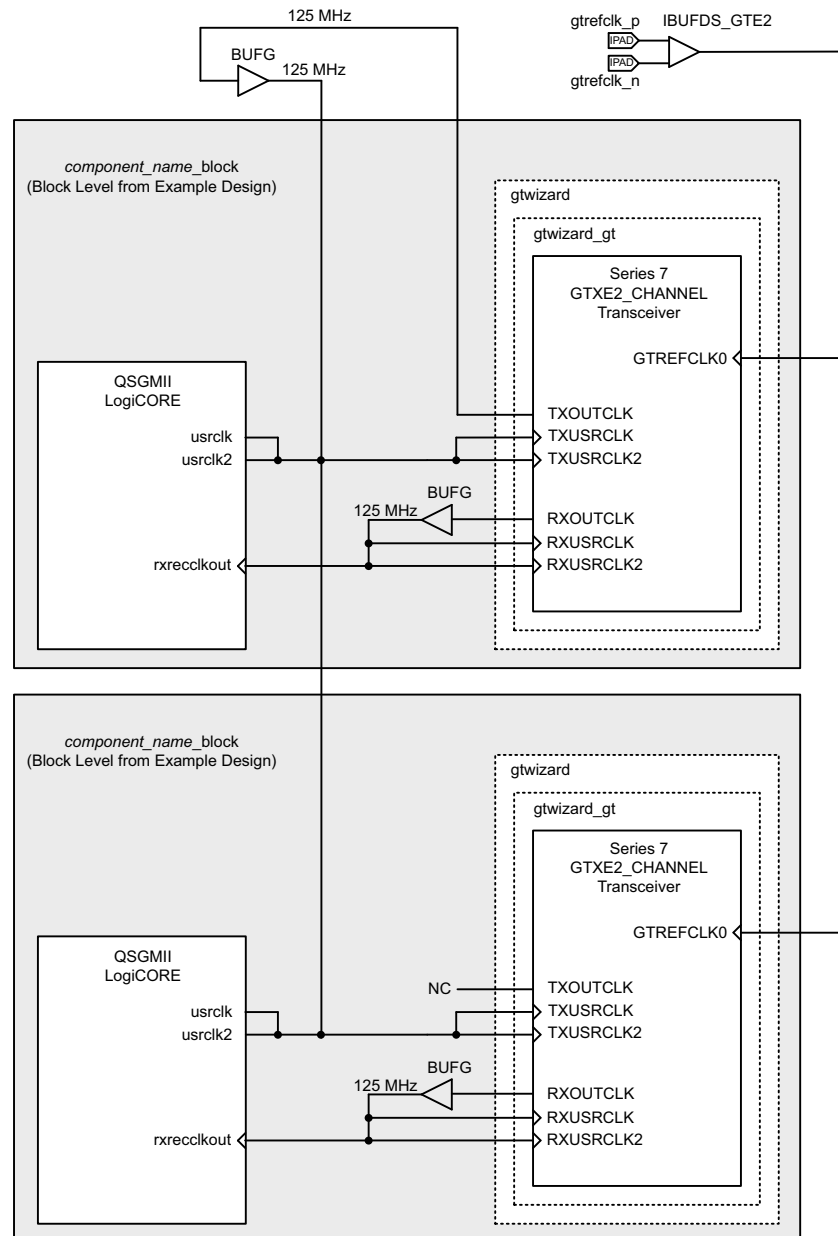 125 MHz
BUFG
125 MHz
gtrefclk_p
IPAD
IPAD
gtrefclk_n
IBUFDS_GTE2
component_name_block
(Block Level from Example Design)
gtwizard
gtwizard_gt
Series 7
GTXE2_CHANNEL
Transceiver
GTREFCLK0
QSGMII
LogiCORE
usrclk
usrclk2
rxrecclkout
TXOUTCLK
TXUSRCLK
TXUSRCLK2
BUFG
125 MHz
RXOUTCLK
RXUSRCLK
RXUSRCLK2
component_name_block
(Block Level from Example Design)
gtwizard
gtwizard_gt
Series 7
GTXE2_CHANNEL
Transceiver
GTREFCLK0
QSGMII
LogiCORE
usrclk
usrclk2
rxrecclkout
NC
TXOUTCLK
TXUSRCLK
TXUSRCLK2
BUFG
125 MHz
RXOUTCLK
RXUSRCLK
RXUSRCLK2